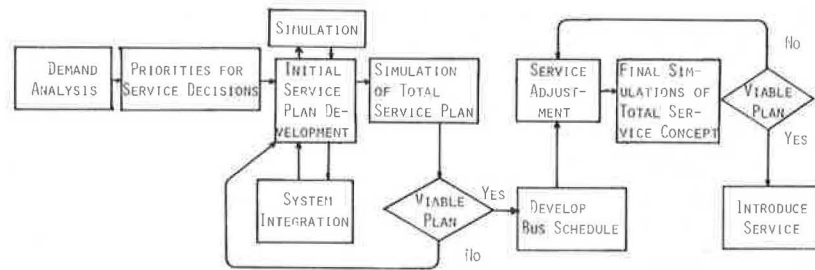 SIMULATION
DEMAND
ANALYSIS
PRIORITIES FOR
SERVICE DECISIONS
INITIAL
SERVICE
PLAN DE-
VELOPMENT
SIMULATION
OF TOTAL
SERVICE PLAN
SYSTEM
INTEGRATION
VIABLE
PLAN
YES
NO
DEVELOP
BUS SCHEDULE
SERVICE
ADJUST-
MENT
FINAL SIM-
ULATIONS OF
TOTAL SER-
VICE CONCEPT
NO
VIABLE
PLAN
YES
INTRODUCE
SERVICE